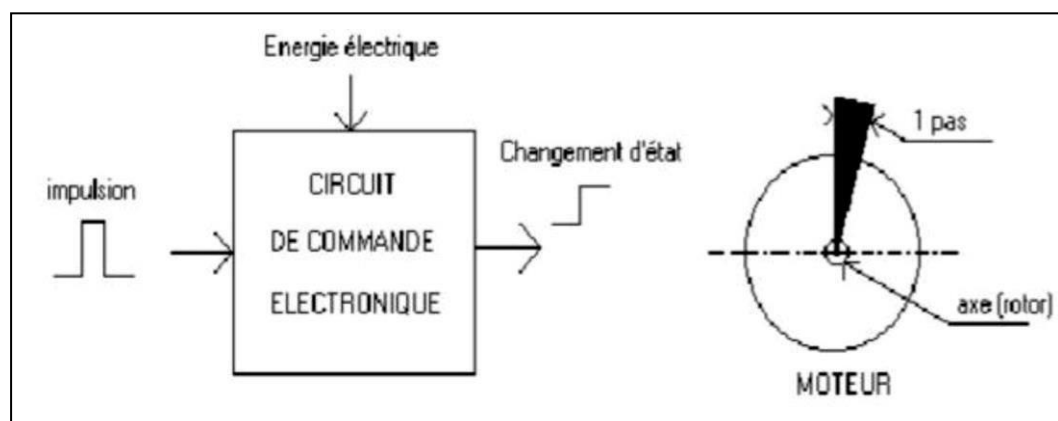 Energie électrique
impulsion
CIRCUIT
DE COMMANDE
ELECTRONIQUE
Changement d'état
1 pas
axe (rotor)
MOTEUR